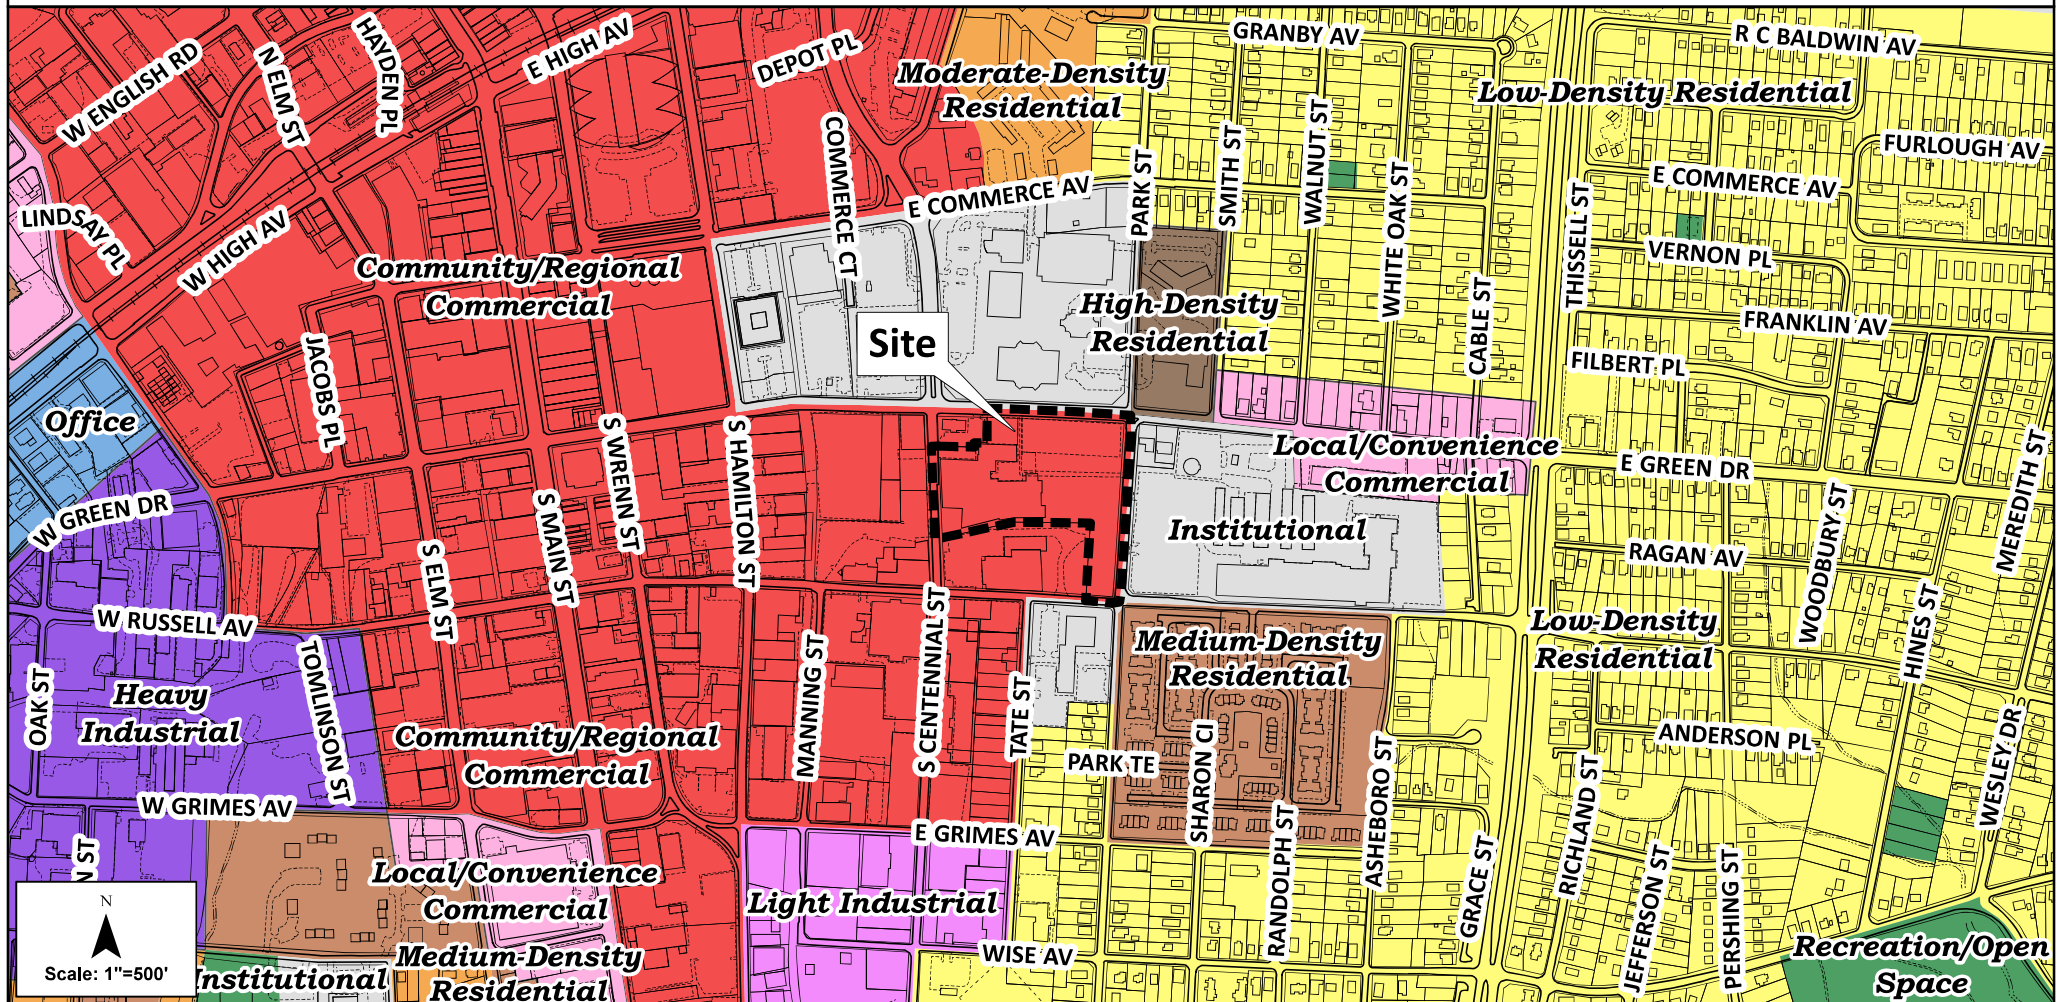 GRANBY AV
R C BALDWIN AV
W ENGLISH RD
N ELM ST
HAYDEN PL
E HIGH AV
DEPOT PL
Moderate-Density
Residential
Low-Density Residential
COMMERCE CT
PARK ST
SMITH ST
WALNUT ST
WHITE OAK ST
FURLOUGH AV
E COMMERCE AV
E COMMERCE AV
THISSELL ST
LINDSAY PL
W HIGH AV
VERNON PL
Community/Regional
Commercial
High-Density
Residential
CABLE ST
FRANKLIN AV
Site
JACOBS PL
FILBERT PL
Office
S WRENN ST
S HAMILTON ST
Local/Convenience
Commercial
E GREEN DR
MEREDITH ST
W GREEN DR
S MAIN ST
Institutional
WOODBURY ST
RAGAN AV
S ELM ST
W RUSSELL AV
S CENTENNIAL ST
Low-Density
Residential
HINES ST
Medium-Density
Residential
OAK ST
Heavy
Industrial
TOMLINSON ST
MANNING ST
TATE ST
Community/Regional
Commercial
PARK TE
SHARON CI
ASHEBORO ST
ANDERSON PL
WESLEY DR
W GRIMES AV
E GRIMES AV
RANDOLPH ST
GRACE ST
RICHLAND ST
JEFFERSON ST
PERSHING ST
N ST
Local/Convenience
Commercial
Light Industrial
WISE AV
Medium-Density
Residential
Institutional
Recreation/Open
Space
N
Scale: 1"=500'